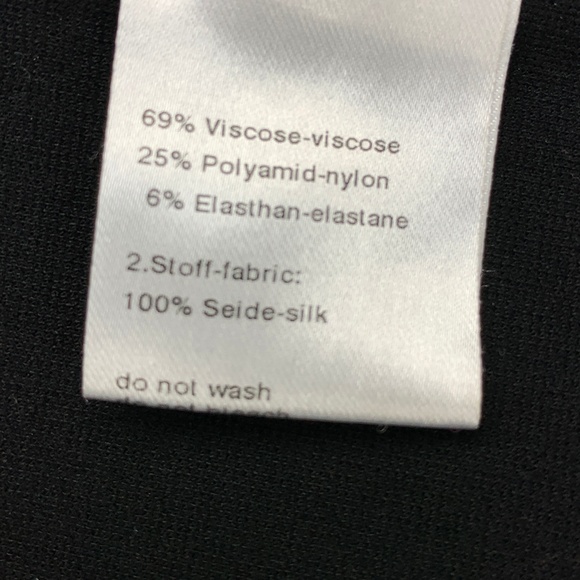 69% Viscose-viscose
25% Polyamid-nylon
6% Elasthan-elastane
2.Stoff-fabric:
100% Seide-silk
do not wash